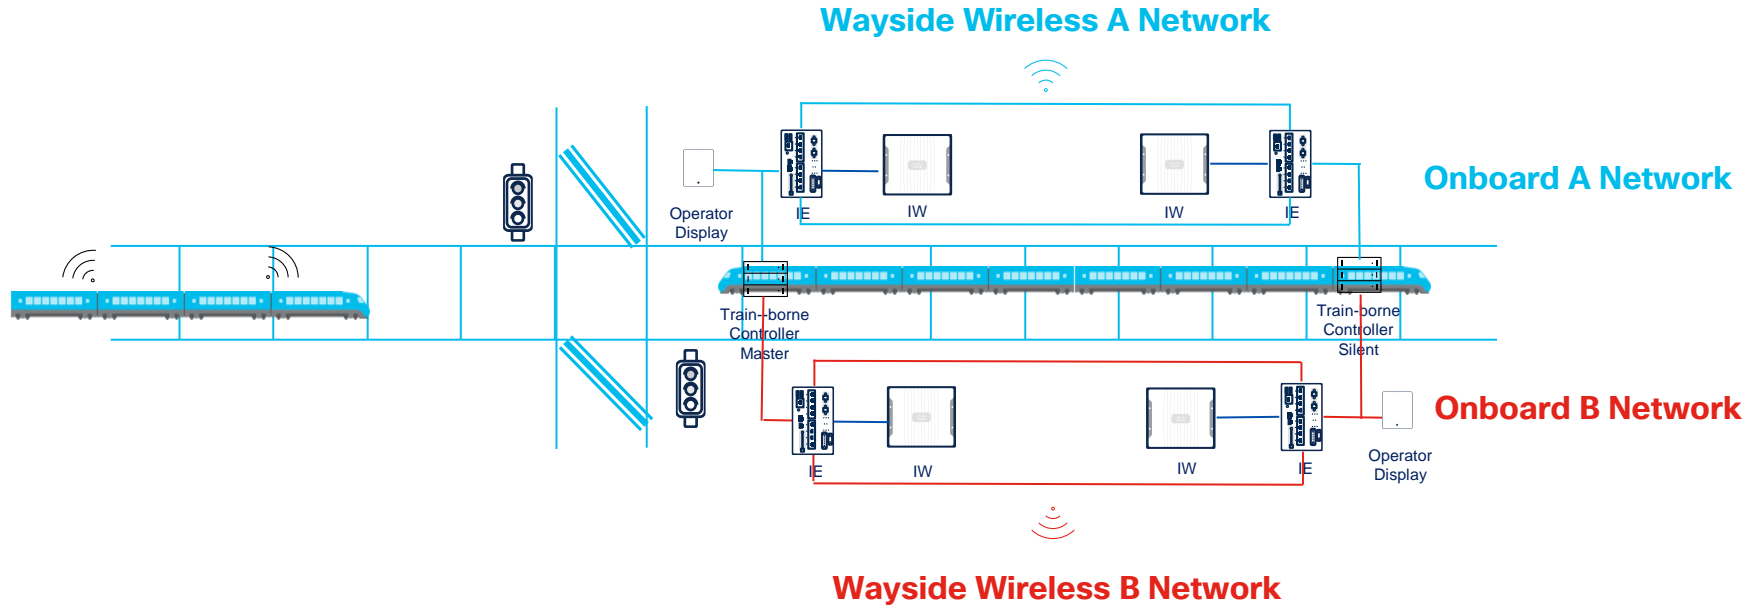 Wayside Wireless A Network
Onboard A Network
Operator
Display
IE
IW
IW
IE
Train--borne
Controller
Master
Train-borne
Controller
Silent
Onboard B Network
IE
IW
IW
IE
Operator
Display
Wayside Wireless B Network